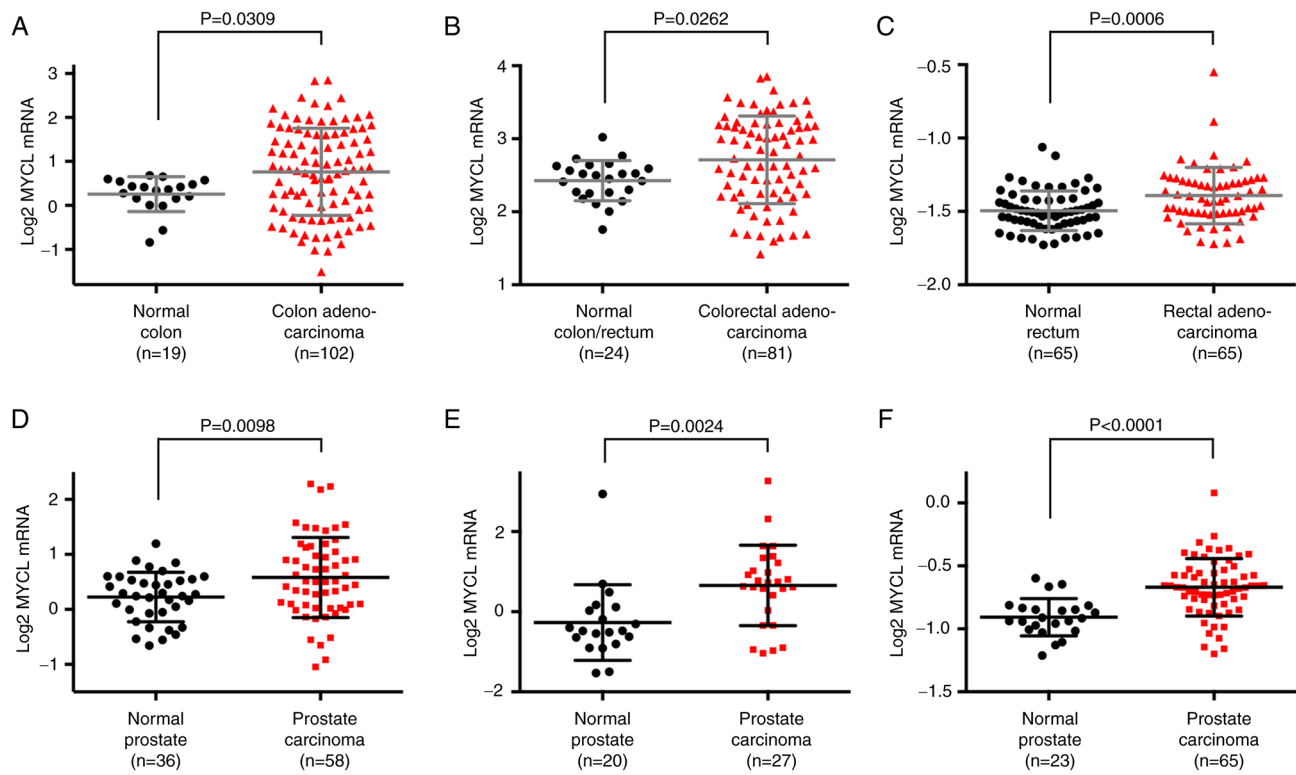 A
P=0.0309
Log2 MYCL mRNA
3
2
1
0
−1
Normal
colon
(n=19)
Colon adeno-
carcinoma
(n=102)
B
P=0.0262
Log2 MYCL mRNA
4
3
2
1
Normal
colon/rectum
(n=24)
Colorectal adeno-
carcinoma
(n=81)
C
P=0.0006
Log2 MYCL mRNA
−0.5
−1.0
−1.5
−2.0
Normal
rectum
(n=65)
Rectal adeno-
carcinoma
(n=65)
D
P=0.0098
Log2 MYCL mRNA
2
1
0
−1
Normal
prostate
(n=36)
Prostate
carcinoma
(n=58)
E
P=0.0024
Log2 MYCL mRNA
2
0
−2
Normal
prostate
(n=20)
Prostate
carcinoma
(n=27)
F
P<0.0001
Log2 MYCL mRNA
0.0
−0.5
−1.0
−1.5
Normal
prostate
(n=23)
Prostate
carcinoma
(n=65)